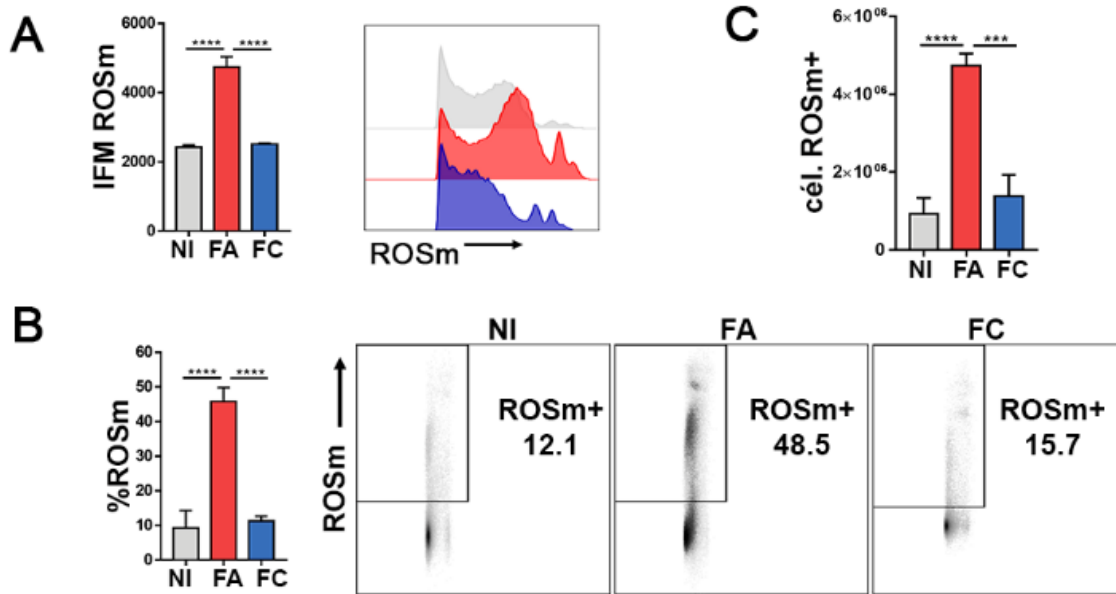 A
6000
4000
2000
0
IFM ROSm
**** ****
NI FA FC
ROSm
C
6×10⁰⁶
4×10⁰⁶
2×10⁰⁶
0
cél. ROSm+
**** ***
NI FA FC
B
60
50
40
30
20
10
0
%ROSm
**** ****
NI FA FC
ROSm
NI
ROSm+
12.1
FA
ROSm+
48.5
FC
ROSm+
15.7